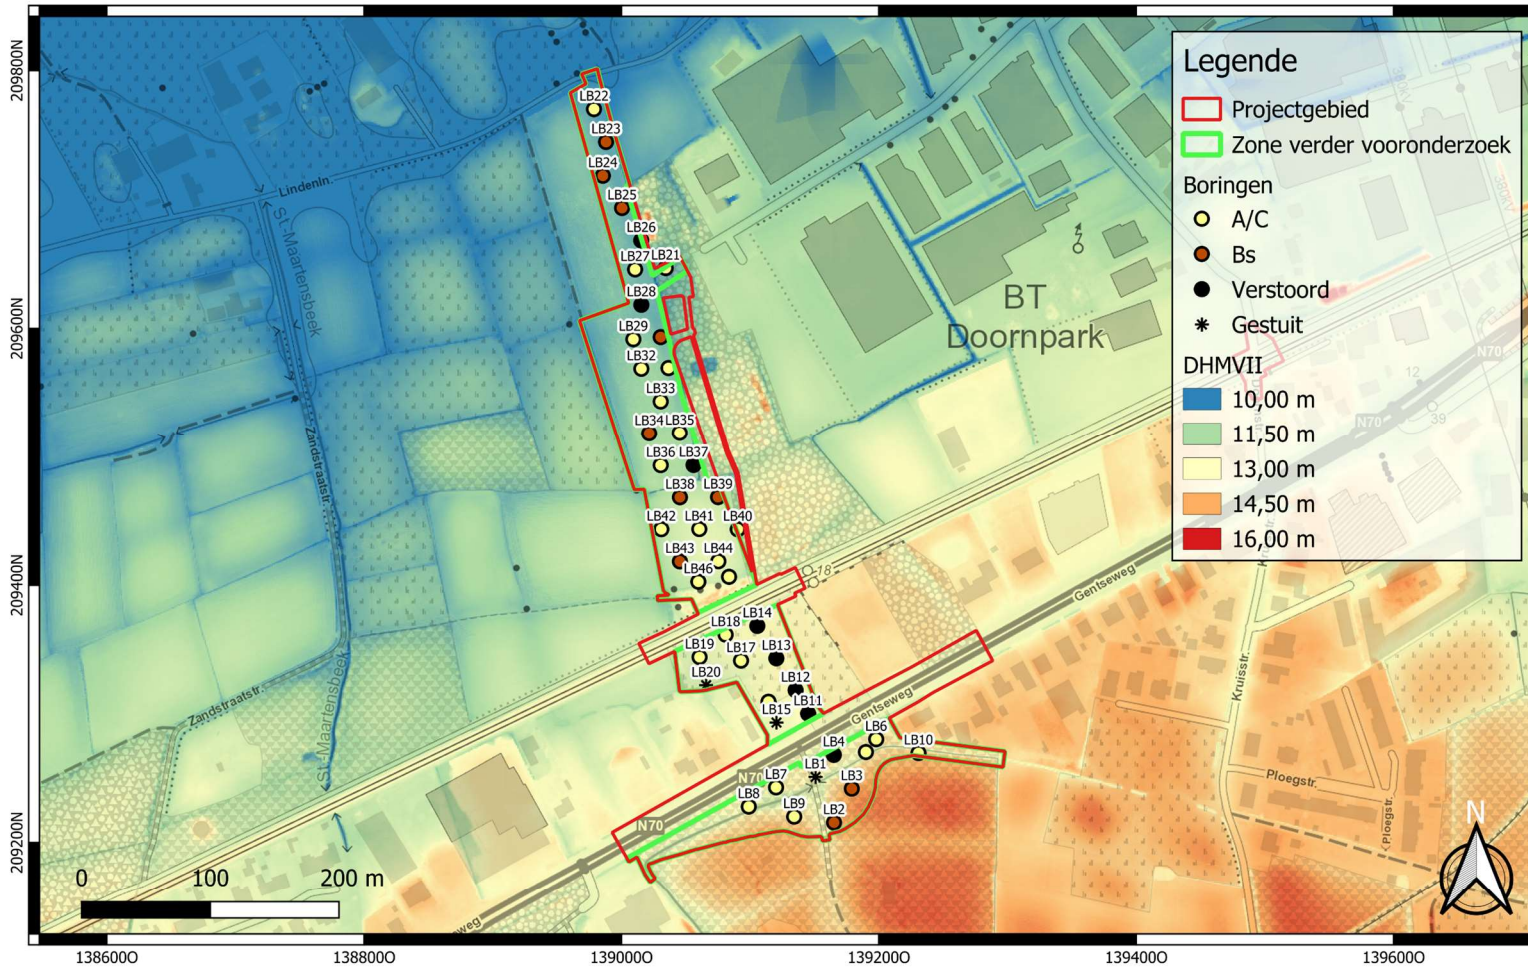 Legende
Projectgebied
Zone verder vooronderzoek
Boringen
A/C
Bs
Verstoord
Gestuit
DHMVII
10,00 m
11,50 m
13,00 m
14,50 m
16,00 m
209800N
209600N
209400N
209200N
138600O
138800O
139000O
139200O
139400O
139600O
0 100 200 m
N
BT
Doornpark
LB22
LB23
LB24
LB25
LB26
LB27
LB21
LB28
LB29
LB32
LB33
LB34
LB35
LB36
LB37
LB38
LB39
LB42
LB41
LB40
LB43
LB44
LB46
LB14
LB18
LB19
LB17
LB13
LB20
LB12
LB15
LB11
LB6
LB4
LB10
LB1
LB7
LB3
LB8
LB9
LB2
Lindenln.
St.-Maartensbeek
Zandstraatstr.
Zandstraatstr.
St.-Maartensbeek
18
12
39
N70
N70
N70
N70
Gentseweg
Gentseweg
Kruisstr.
Ploegstr.
Ploegstr.